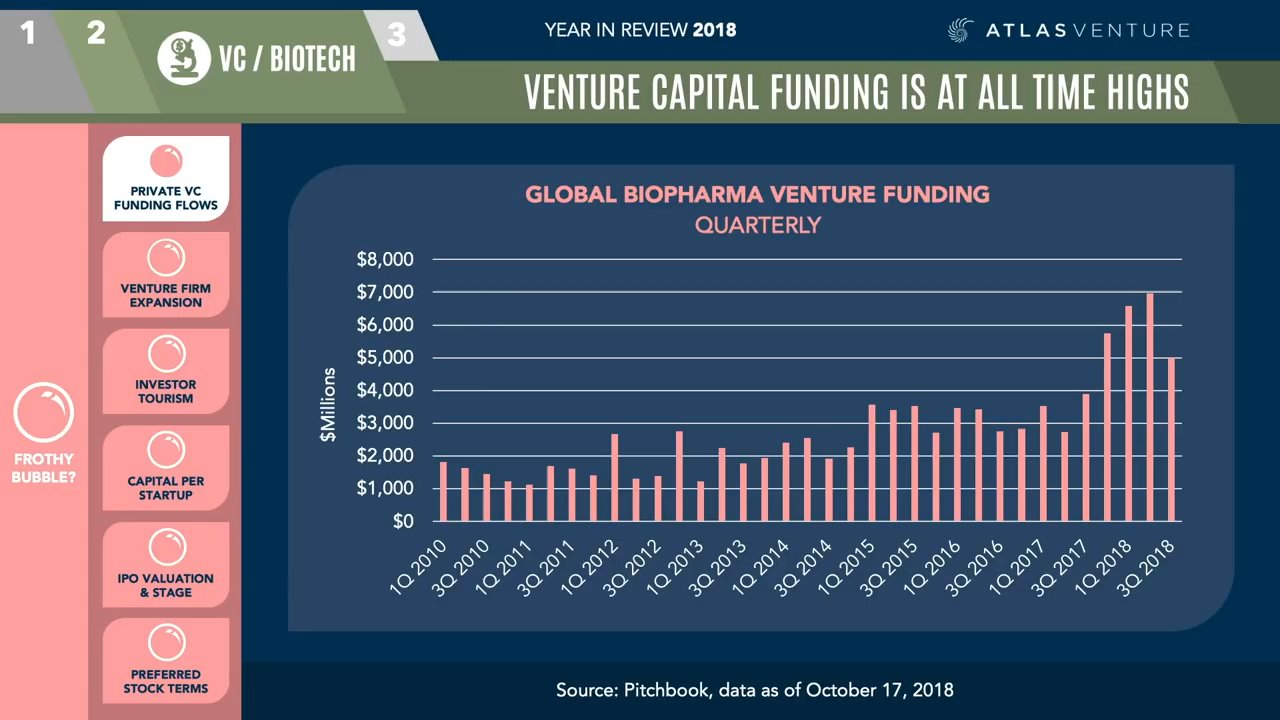 1
2
VC / BIOTECH
3
YEAR IN REVIEW 2018
ATLAS VENTURE
VENTURE CAPITAL FUNDING IS AT ALL TIME HIGHS
FROTHY
BUBBLE?
PRIVATE VC
FUNDING FLOWS
VENTURE FIRM
EXPANSION
INVESTOR
TOURISM
CAPITAL PER
STARTUP
IPO VALUATION
& STAGE
PREFERRED
STOCK TERMS
GLOBAL BIOPHARMA VENTURE FUNDING
QUARTERLY
$Millions
$8,000
$7,000
$6,000
$5,000
$4,000
$3,000
$2,000
$1,000
$0
1Q 2010
3Q 2010
1Q 2011
3Q 2011
1Q 2012
3Q 2012
1Q 2013
3Q 2013
1Q 2014
3Q 2014
1Q 2015
3Q 2015
1Q 2016
3Q 2016
1Q 2017
3Q 2017
1Q 2018
3Q 2018
Source: Pitchbook, data as of October 17, 2018